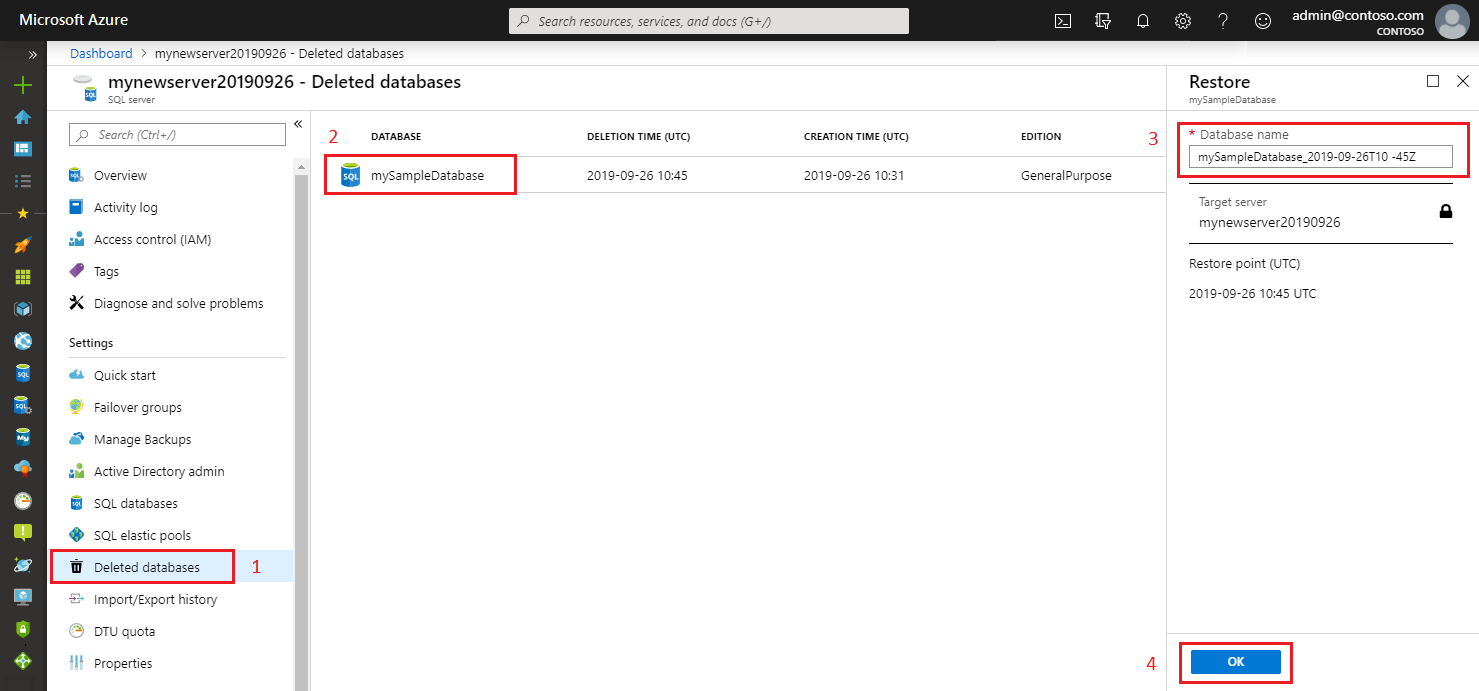 Microsoft Azure
Search resources, services, and docs (G+/)
admin@contoso.com
CONTOSO
Dashboard > mynewserver20190926 - Deleted databases
mynewserver20190926 - Deleted databases
SQL server
Search (Ctrl+/)
Overview
Activity log
Access control (IAM)
Tags
Diagnose and solve problems
Settings
Quick start
Failover groups
Manage Backups
Active Directory admin
SQL databases
SQL elastic pools
Deleted databases 1
Import/Export history
DTU quota
Properties
2 DATABASE DELETION TIME (UTC) CREATION TIME (UTC) EDITION
SQL mySampleDatabase 2019-09-26 10:45 2019-09-26 10:31 GeneralPurpose
Restore
mySampleDatabase
3 * Database name
mySampleDatabase_2019-09-26T10 -45Z
Target server
mynewserver20190926
Restore point (UTC)
2019-09-26 10:45 UTC
4 OK